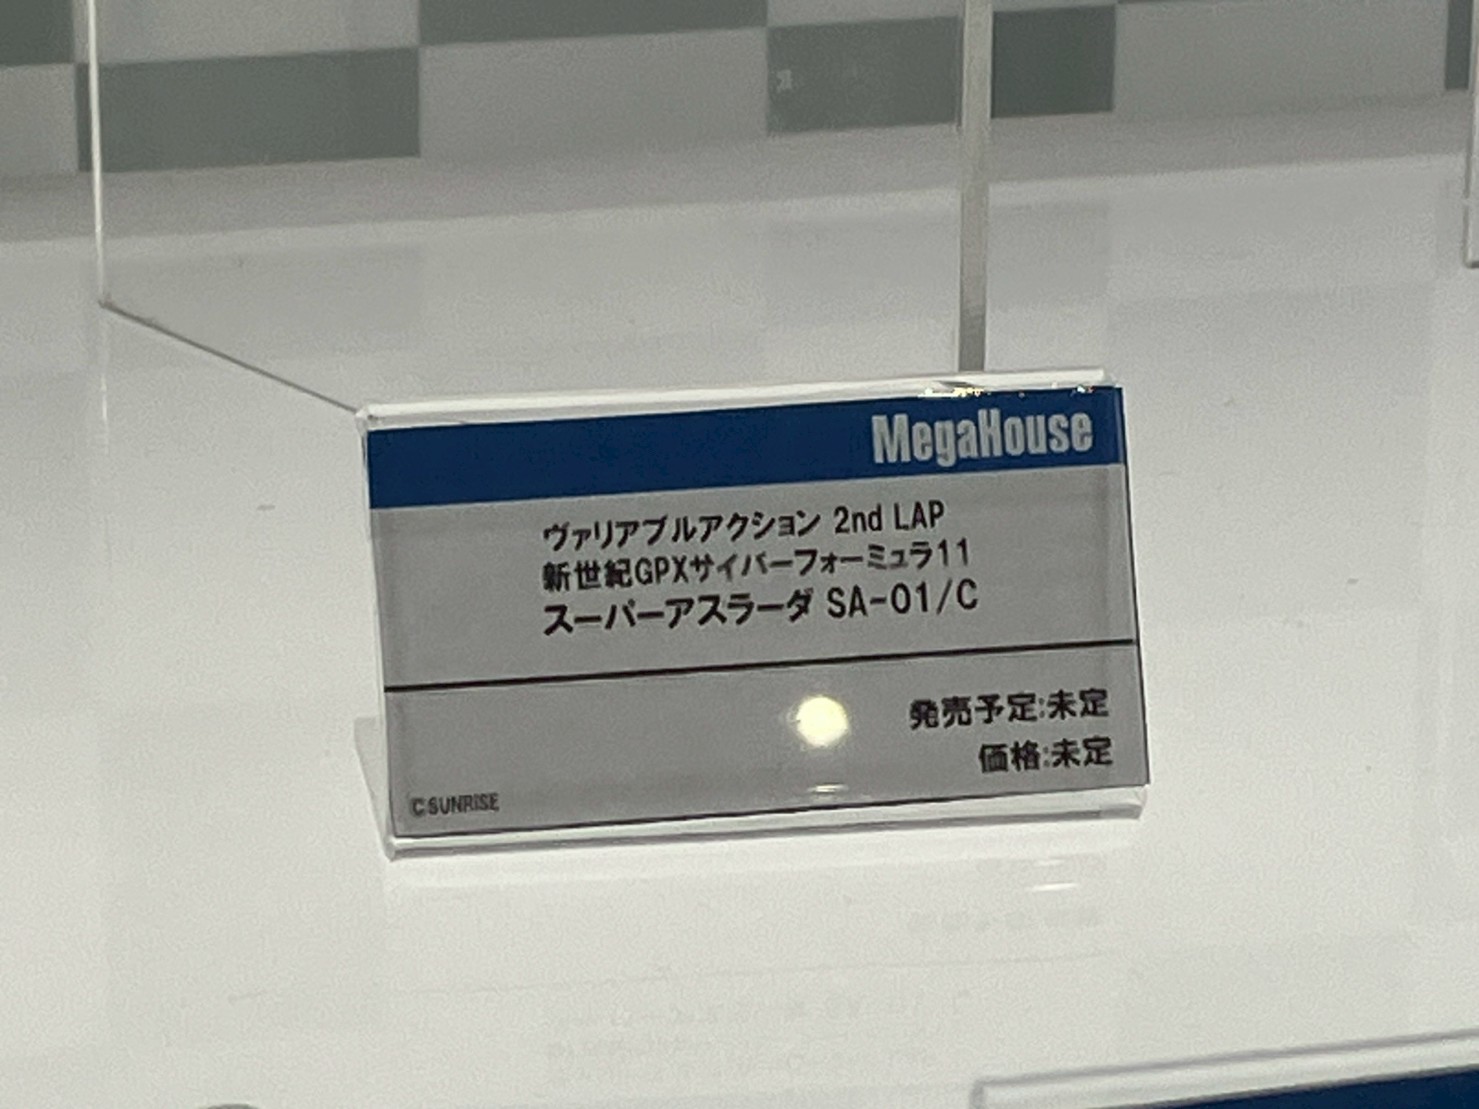 MegaHouse
ヴァリアブルアクション 2nd LAP
新世紀GPXサイバーフォーミュラ11
スーパーアスラーダ SA-01/C
発売予定:未定
価格:未定
C SUNRISE